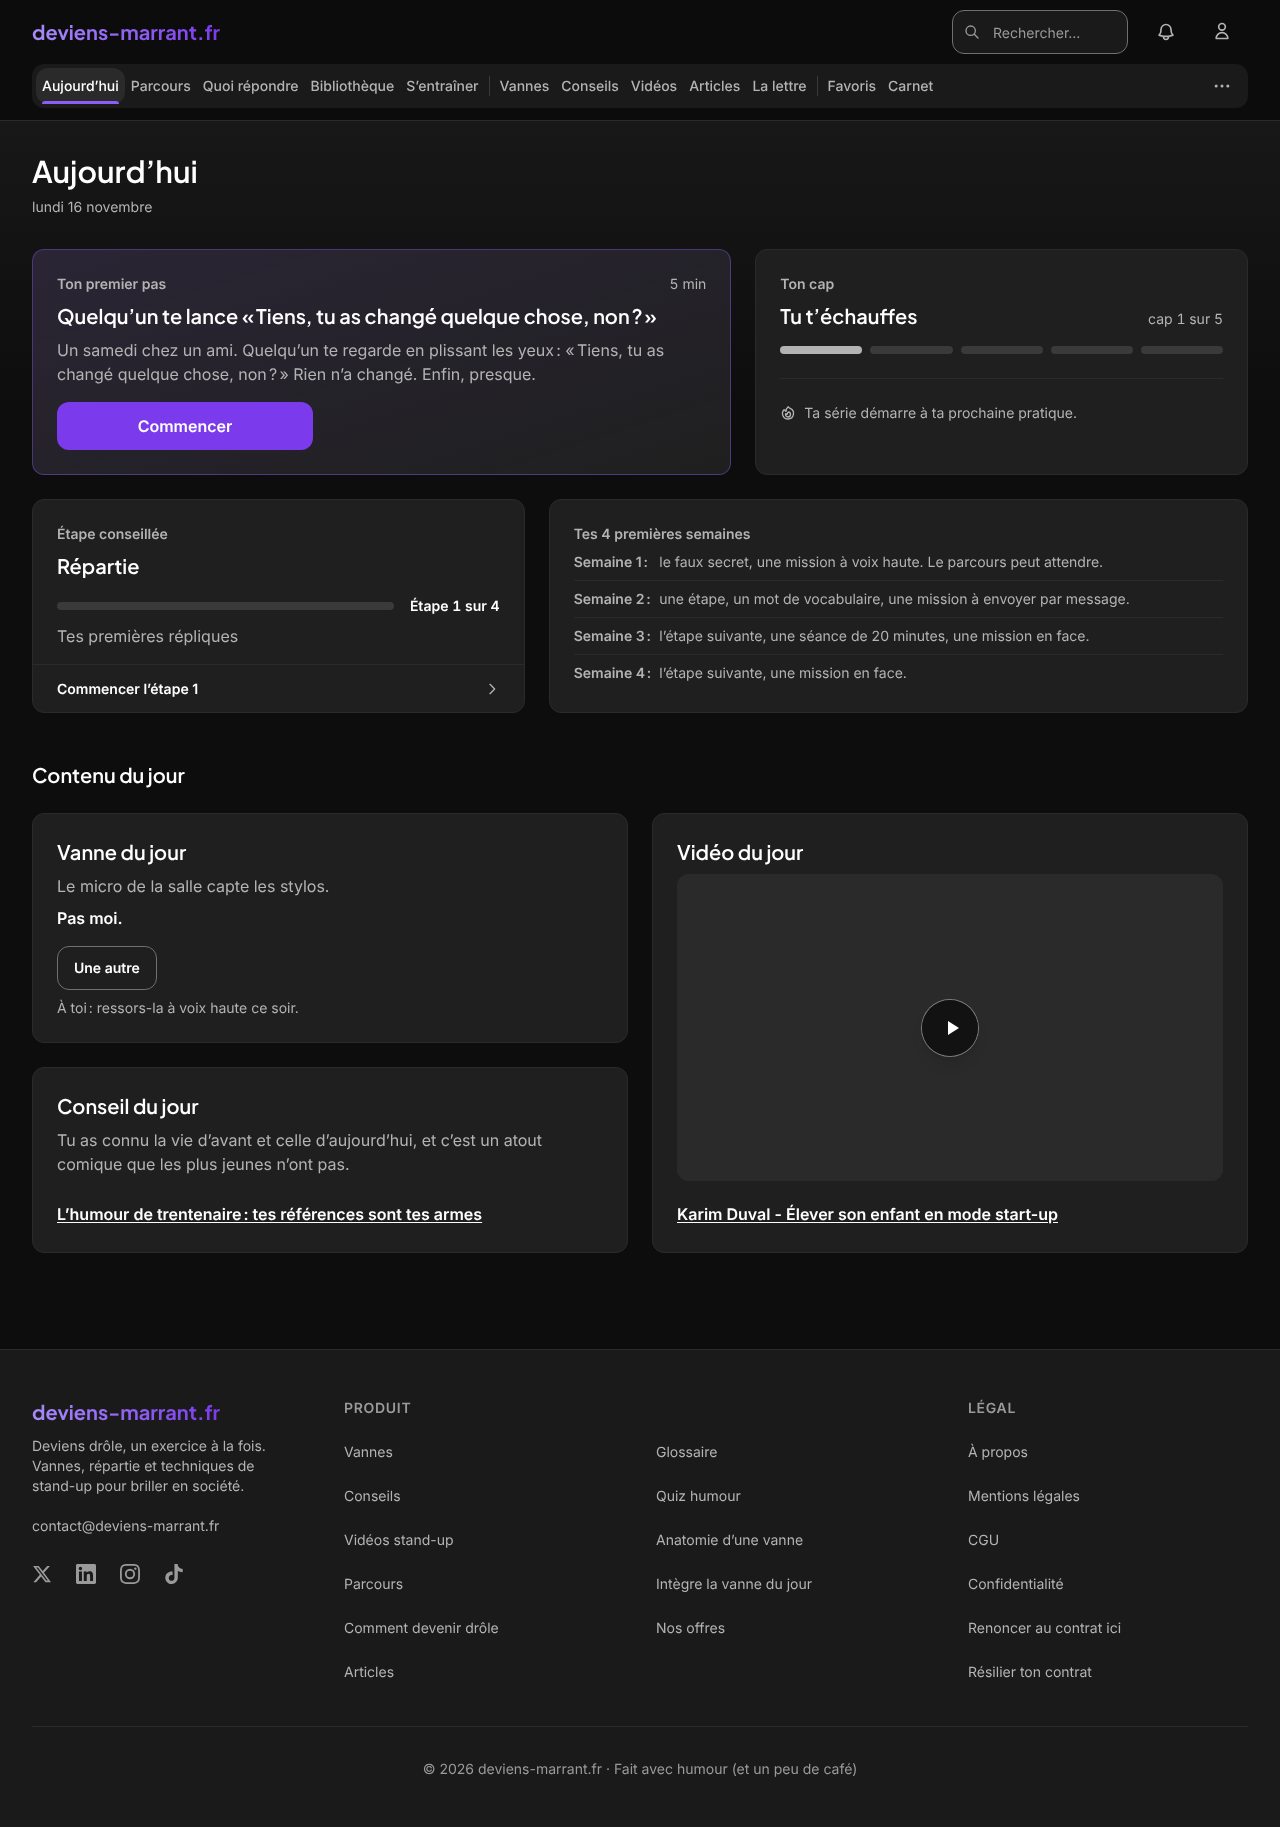 deviens-marrant.fr
Rechercher...
Aujourd’hui
Parcours
Quoi répondre
Bibliothèque
S’entraîner
Vannes
Conseils
Vidéos
Articles
La lettre
Favoris
Carnet
Aujourd’hui
lundi 16 novembre
Ton premier pas
5 min
Quelqu’un te lance « Tiens, tu as changé quelque chose, non ? »
Un samedi chez un ami. Quelqu’un te regarde en plissant les yeux : « Tiens, tu as
changé quelque chose, non ? » Rien n’a changé. Enfin, presque.
Commencer
Ton cap
Tu t’échauffes
cap 1 sur 5
Ta série démarre à ta prochaine pratique.
Étape conseillée
Répartie
Étape 1 sur 4
Tes premières répliques
Commencer l’étape 1
Tes 4 premières semaines
Semaine 1 : le faux secret, une mission à voix haute. Le parcours peut attendre.
Semaine 2 : une étape, un mot de vocabulaire, une mission à envoyer par message.
Semaine 3 : l’étape suivante, une séance de 20 minutes, une mission en face.
Semaine 4 : l’étape suivante, une mission en face.
Contenu du jour
Vanne du jour
Le micro de la salle capte les stylos.
Pas moi.
Une autre
À toi : ressors-la à voix haute ce soir.
Conseil du jour
Tu as connu la vie d’avant et celle d’aujourd’hui, et c’est un atout
comique que les plus jeunes n’ont pas.
L’humour de trentenaire : tes références sont tes armes
Vidéo du jour
Karim Duval - Élever son enfant en mode start-up
deviens-marrant.fr
Deviens drôle, un exercice à la fois.
Vannes, répartie et techniques de
stand-up pour briller en société.
contact@deviens-marrant.fr
PRODUIT
Vannes
Conseils
Vidéos stand-up
Parcours
Comment devenir drôle
Articles
Glossaire
Quiz humour
Anatomie d’une vanne
Intègre la vanne du jour
Nos offres
LÉGAL
À propos
Mentions légales
CGU
Confidentialité
Renoncer au contrat ici
Résilier ton contrat
© 2026 deviens-marrant.fr · Fait avec humour (et un peu de café)